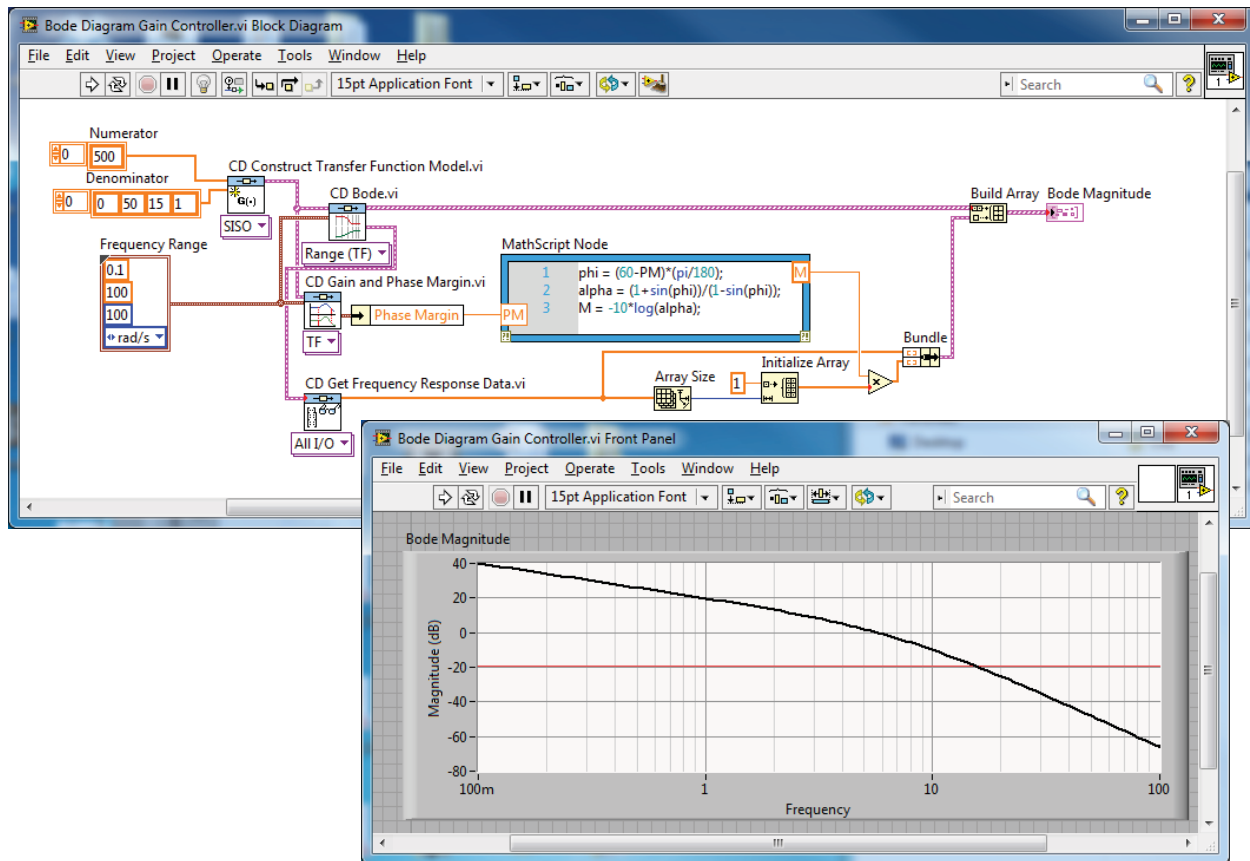 Bode Diagram Gain Controller.vi Block Diagram
File Edit View Project Operate Tools Window Help
15pt Application Font
Search
?
1
Numerator
0 500
Denominator
0 0 50 15 1
CD Construct Transfer Function Model.vi
G(·)
SISO
CD Bode.vi
Range (TF)
Build Array
Bode Magnitude
Frequency Range
0.1
100
100
rad/s
CD Gain and Phase Margin.vi
TF
Phase Margin
MathScript Node
PM
1 phi = (60-PM)*(pi/180);
2 alpha = (1+sin(phi))/(1-sin(phi));
3 M = -10*log(alpha);
M
Bundle
CD Get Frequency Response Data.vi
All I/O
Array Size
1
Initialize Array
x
Bode Diagram Gain Controller.vi Front Panel
File Edit View Project Operate Tools Window Help
15pt Application Font
Search
?
1
Bode Magnitude
Magnitude (dB)
40
20
0
-20
-40
-60
-80
100m 1 10 100
Frequency